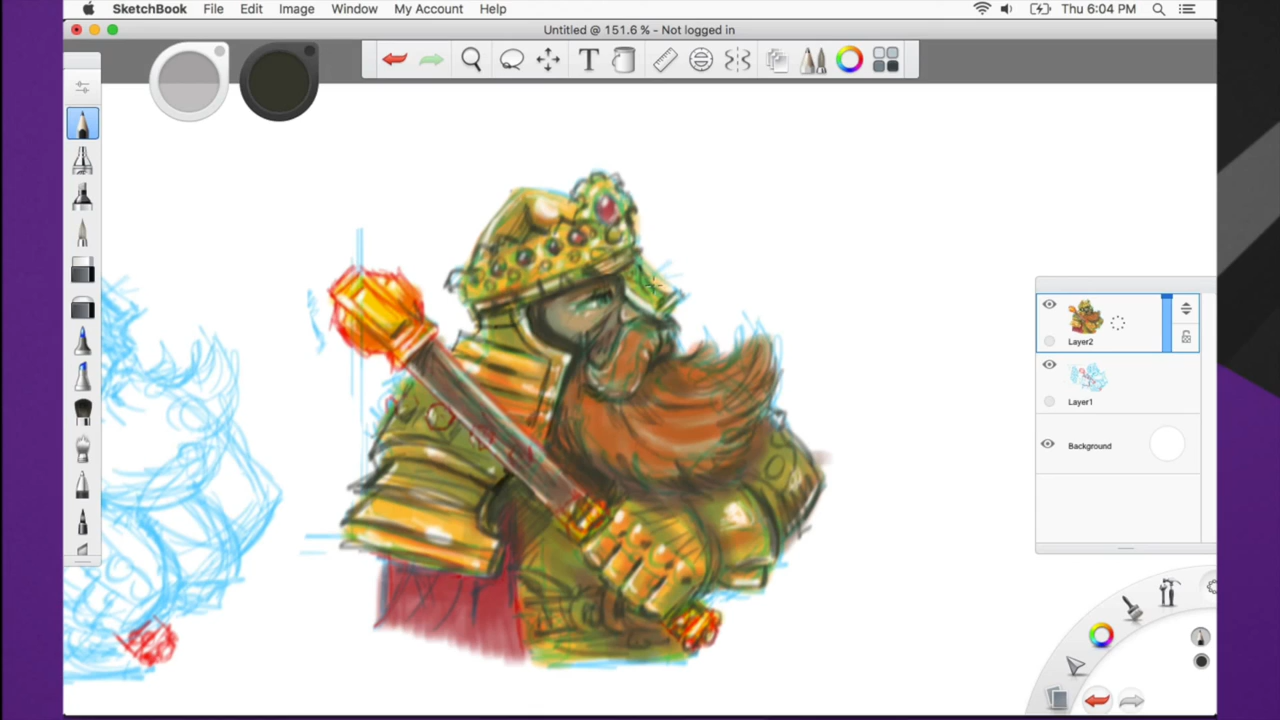 SketchBook File Edit Image Window My Account Help Thu 6:04 PM
Untitled @ 151.6 % - Not logged in
T
Layer2
Layer1
Background